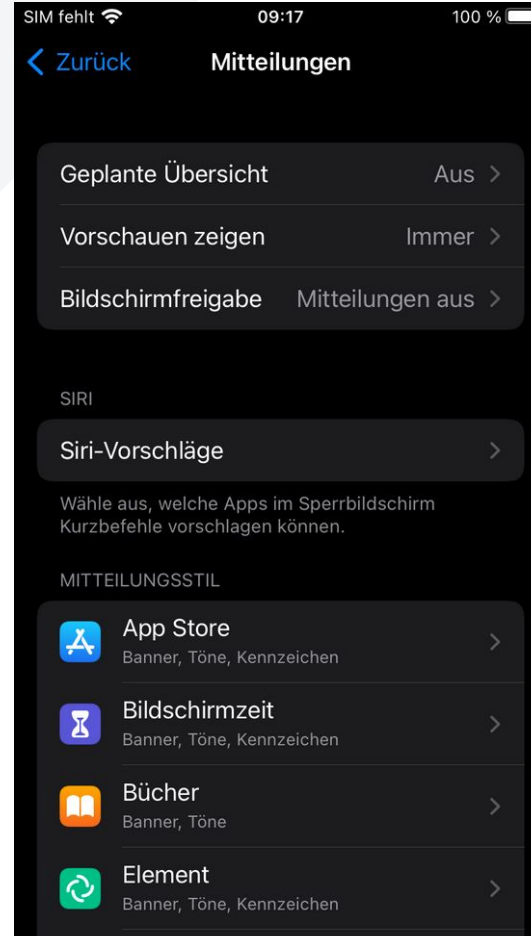 SIM fehlt 09:17 100 %
Zurück Mitteilungen
Geplante Übersicht Aus
Vorschauen zeigen Immer
Bildschirmfreigabe Mitteilungen aus
SIRI
Siri-Vorschläge
Wähle aus, welche Apps im Sperrbildschirm
Kurzbefehle vorschlagen können.
MITTEILUNGSSTIL
App Store
Banner, Töne, Kennzeichen
Bildschirmzeit
Banner, Töne, Kennzeichen
Bücher
Banner, Töne
Element
Banner, Töne, Kennzeichen